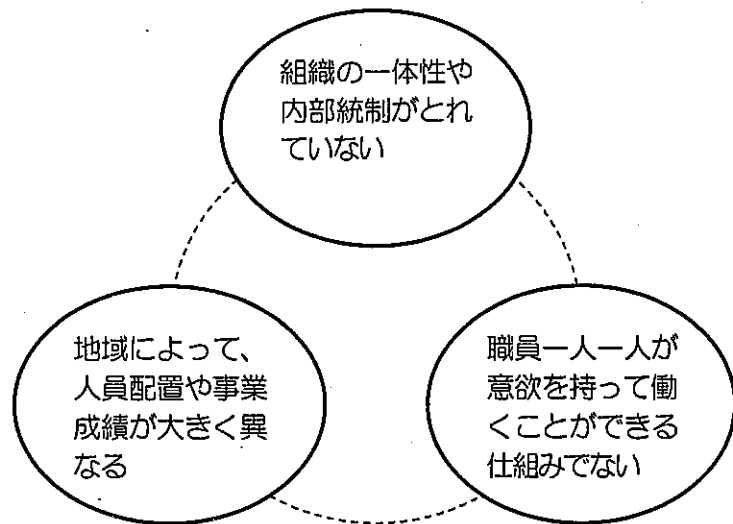 組織の一体性や
内部統制がとれ
ていない
地域によって、
人員配置や事業
成績が大きく異
なる
職員一人一人が
意欲を持って働
くことができる
仕組みでない